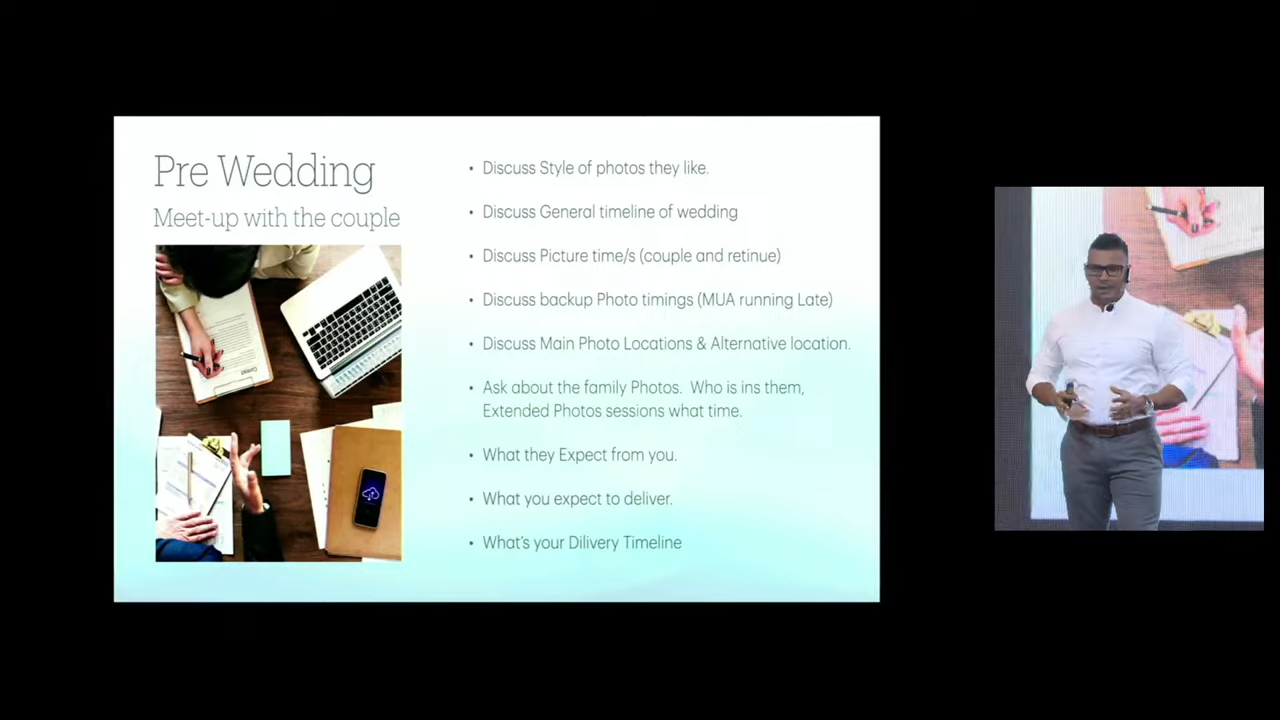 Pre Wedding
Meet-up with the couple
• Discuss Style of photos they like.
• Discuss General timeline of wedding
• Discuss Picture time/s (couple and retinue)
• Discuss backup Photo timings (MUA running Late)
• Discuss Main Photo Locations & Alternative location.
• Ask about the family Photos. Who is ins them,
Extended Photos sessions what time.
• What they Expect from you.
• What you expect to deliver.
• What's your Dilivery Timeline